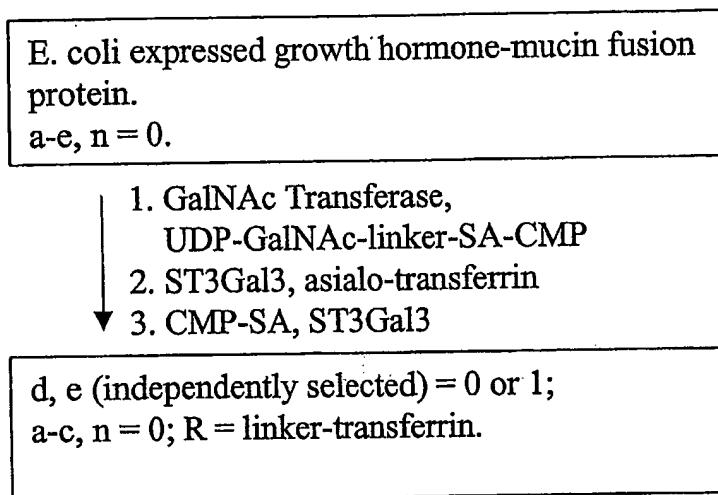 E. coli expressed growth hormone-mucin fusion
protein.
a-e, n = 0.
1. GalNAc Transferase,
UDP-GalNAc-linker-SA-CMP
2. ST3Gal3, asialo-transferrin
3. CMP-SA, ST3Gal3
d, e (independently selected) = 0 or 1;
a-c, n = 0; R = linker-transferrin.